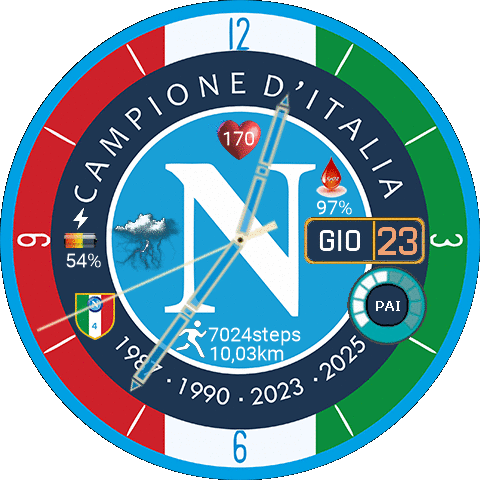 12
CAMPIONE D'ITALIA
170
97%
54%
9
GIO 23
3
PAI
N
4
7024steps
10,03km
1987 · 1990 · 2023 · 2025
6